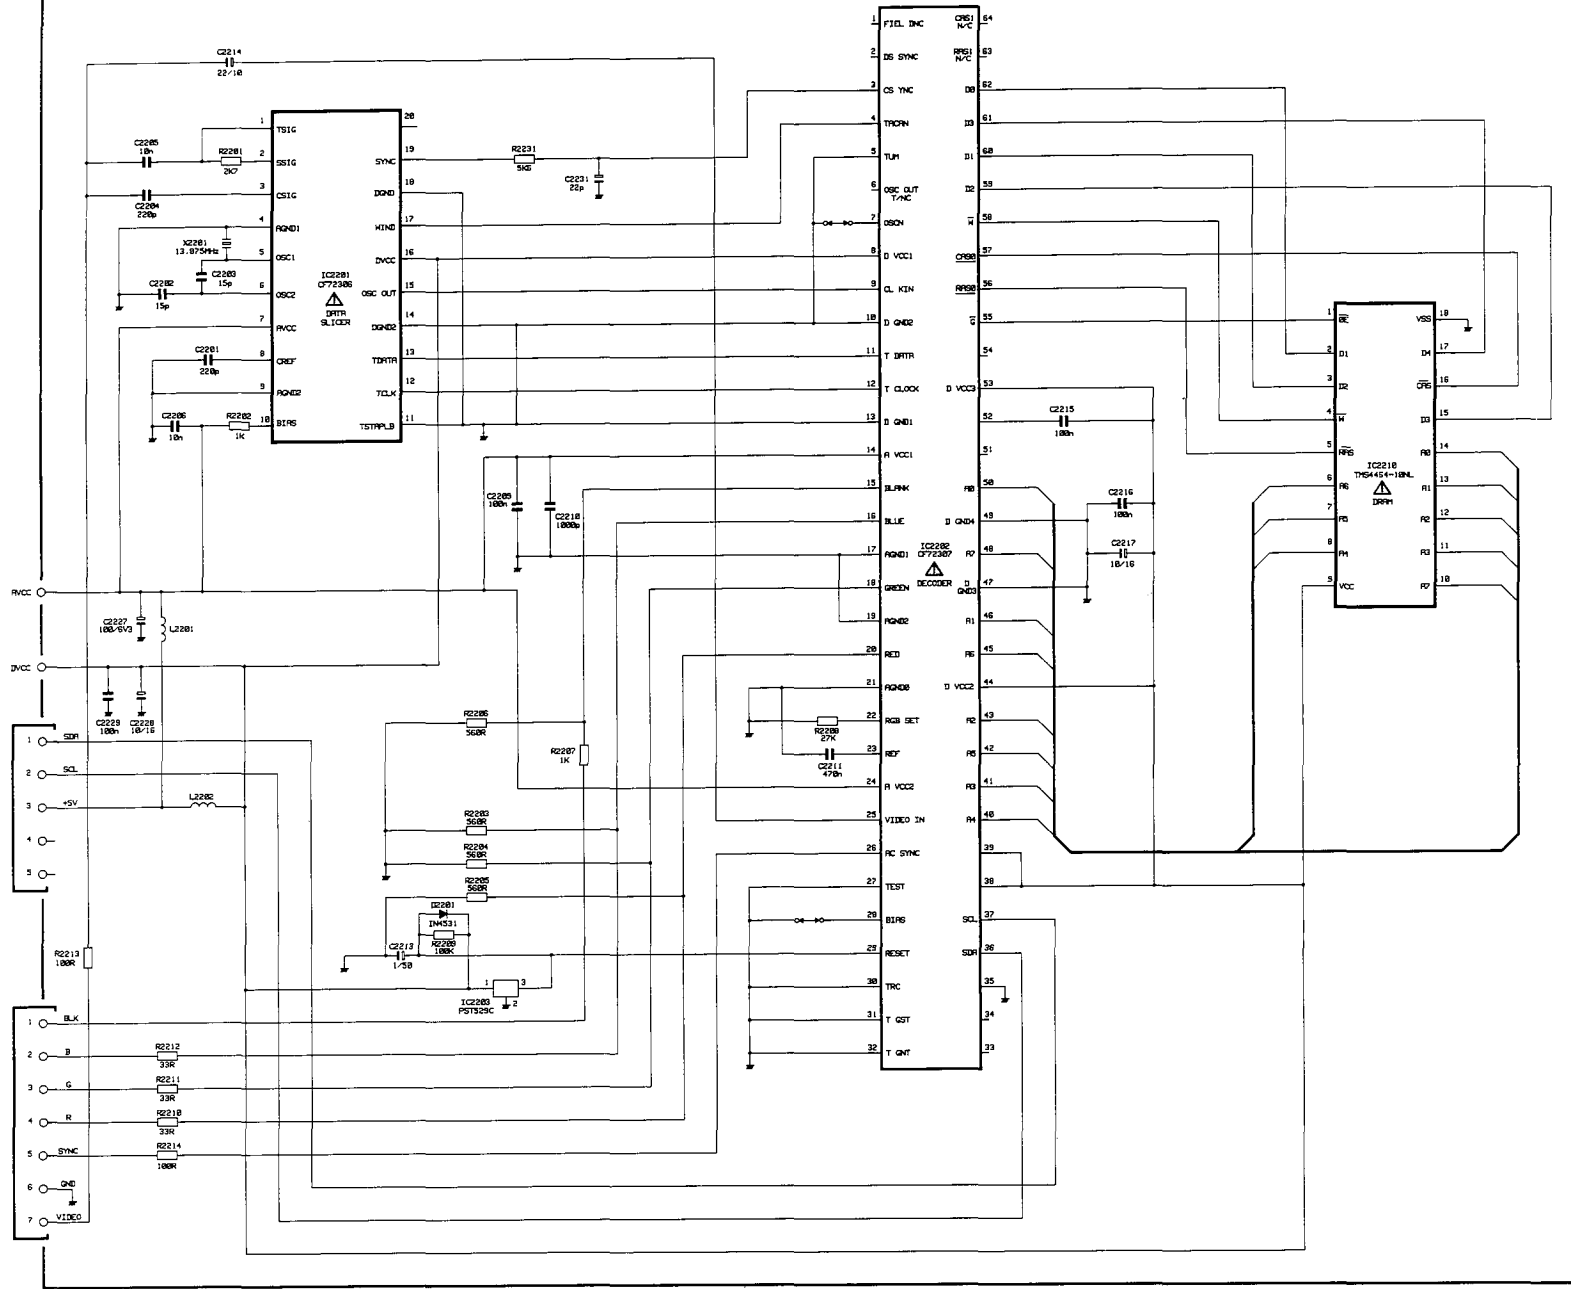 C2214
22/10
C2205
10n
R2201
2K7
C2204
220p
X2201
13.875MHz
C2203
15p
C2202
15p
C2201
220p
C2206
10n
R2202
1K
1 TSIG
2 SSIG
3 CSIG
4 AGND1
5 OSC1
6 OSC2
7 AVCC
8 CREF
9 AGND2
10 BIAS
IC2201
CF72306
DATA
SLICER
20
SYNC 19
DGND 18
WIND 17
DVCC 16
OSC OUT 15
DGND2 14
TDATA 13
TCLK 12
TSTAPLB 11
R2231
5K6
C2231
22p
C2209
100n
C2210
1000p
AVCC
C2227
100/6V3
L2201
DVCC
C2229
100n
C2228
10/16
1 SDA
2 SCL
3 +5V
4
5
L2202
R2206
560R
R2207
1K
R2203
560R
R2204
560R
R2205
560R
D2201
IN4531
R2209
100K
C2213
1/50
IC2203
PST529C
1
3
2
R2213
100R
1 BLK
2 B
3 G
4 R
5 SYNC
6 GND
7 VIDEO
R2212
33R
R2211
33R
R2210
33R
R2214
100R
R2208
27K
C2211
470n
1 FIEL DNC
2 DS SYNC
3 CS YNC
4 TACAN
5 TUM
6 OSC OUT
T/NC
7 OSCN
8 D VCC1
9 CL KIN
10 D GND2
11 T DATA
12 T CLOCK
13 D GND1
14 A VCC1
15 BLANK
16 BLUE
17 AGND1
18 GREEN
19 AGND2
20 RED
21 AGND0
22 RGB SET
23 REF
24 A VCC2
25 VIDEO IN
26 AC SYNC
27 TEST
28 BIAS
29 RESET
30 TRC
31 T GST
32 T GNT
IC2202
CF72307
DECODER
CAS1
N/C 64
RAS1
N/C 63
D0 62
D3 61
D1 60
D2 59
W 58
CAS0 57
RAS0 56
G 55
54
D VCC3 53
52
51
A0 50
D GND4 49
A7 48
D
GND3 47
A1 46
A6 45
D VCC2 44
A2 43
A5 42
A3 41
A4 40
39
38
SCL 37
SDA 36
35
34
33
C2215
100n
C2216
100n
C2217
10/16
1 OE
2 D1
3 D2
4 W
5 RAS
6 A6
7 A5
8 A4
9 VCC
IC2210
TMS4464-10NL
DRAM
VSS 18
D4 17
CAS 16
D3 15
A0 14
A1 13
A2 12
A3 11
A7 10